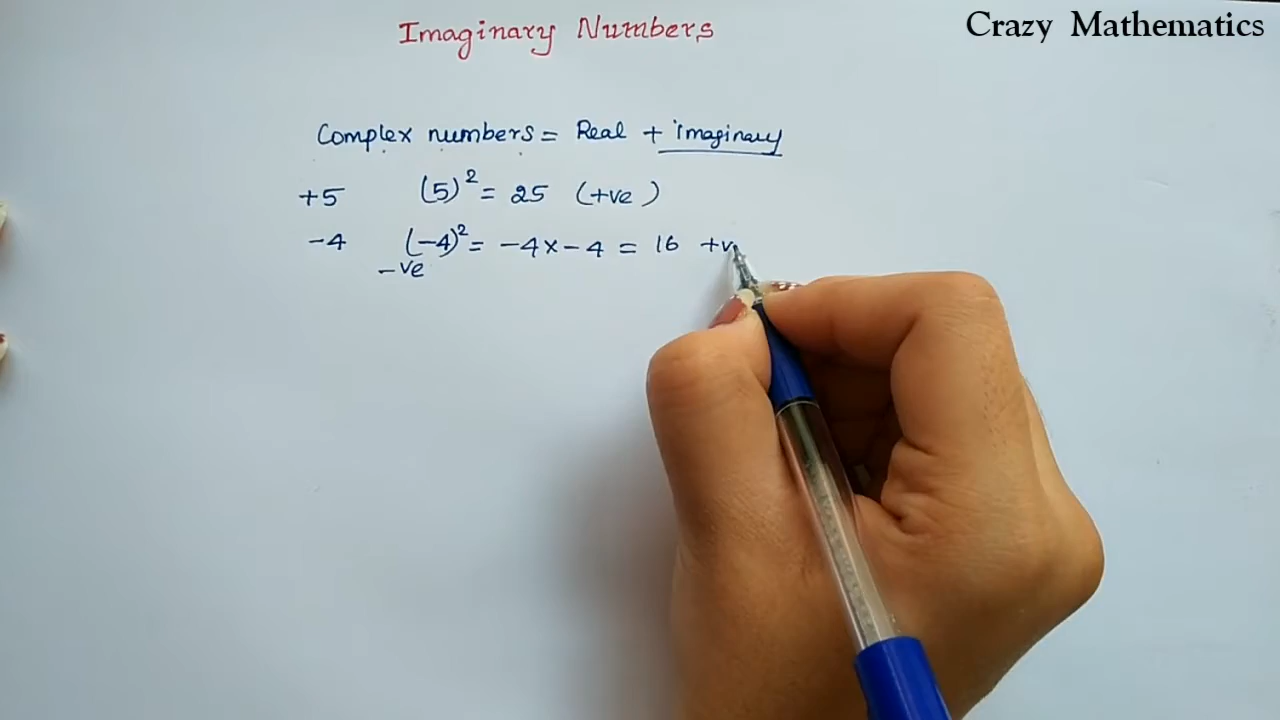 Crazy Mathematics
Imaginary Numbers
Complex numbers = Real + imaginary
+5 (5)² = 25 (+ve)
-4 (-4)² = -4 x -4 = 16 +v
-ve